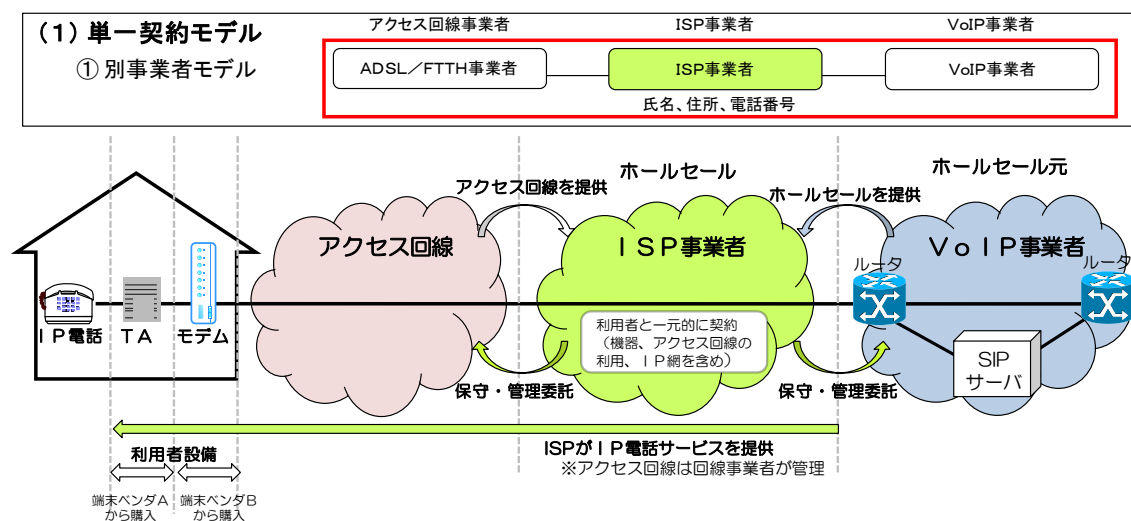 (1) 単一契約モデル
① 別事業者モデル
アクセス回線事業者
ISP事業者
VoIP事業者
ADSL/FTTH事業者
ISP事業者
VoIP事業者
氏名、住所、電話番号
ホールセール
ホールセール元
アクセス回線を提供
ホールセールを提供
アクセス回線
ISP事業者
VoIP事業者
ルータ
ルータ
IP電話
TA
モデム
利用者と一元的に契約
(機器、アクセス回線の
利用、IP網を含め)
SIP
サーバ
保守・管理委託
保守・管理委託
ISPがIP電話サービスを提供
※アクセス回線は回線事業者が管理
利用者設備
端末ベンダA
から購入
端末ベンダB
から購入